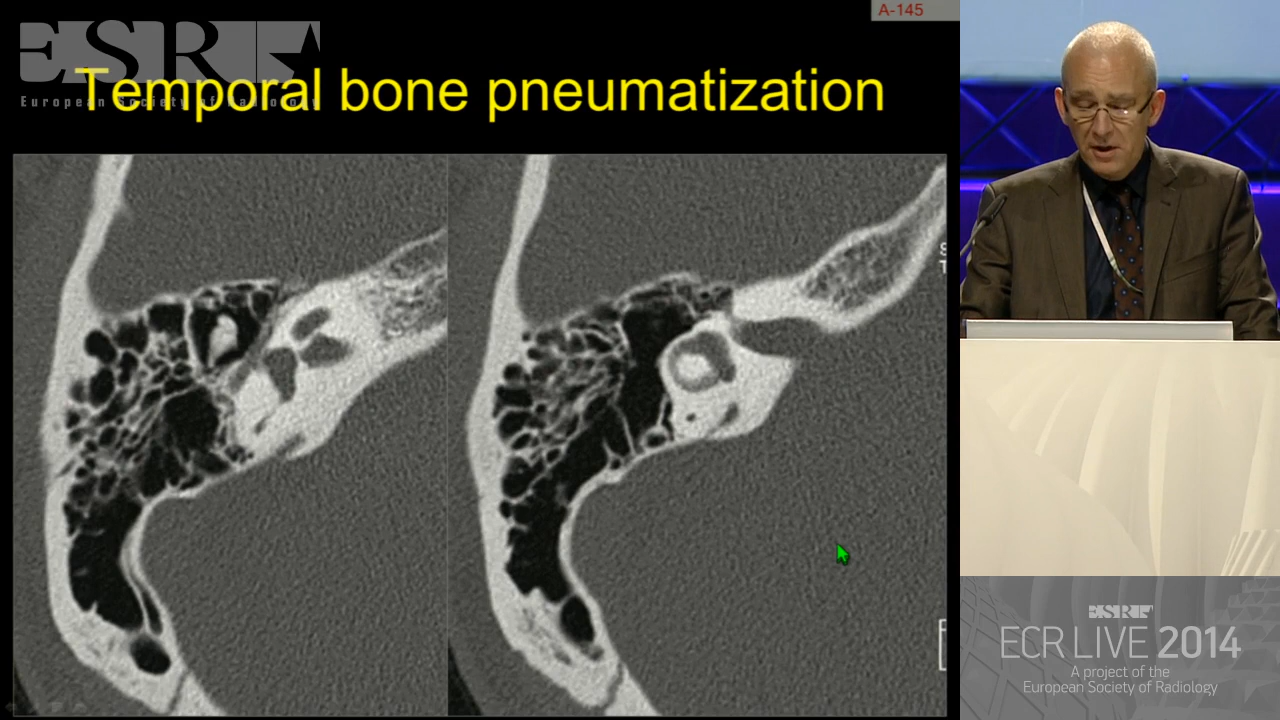 A-145
ESR
European Society of Radiology
Temporal bone pneumatization
S
T
ESR
ECR LIVE 2014
A project of the
European Society of Radiology